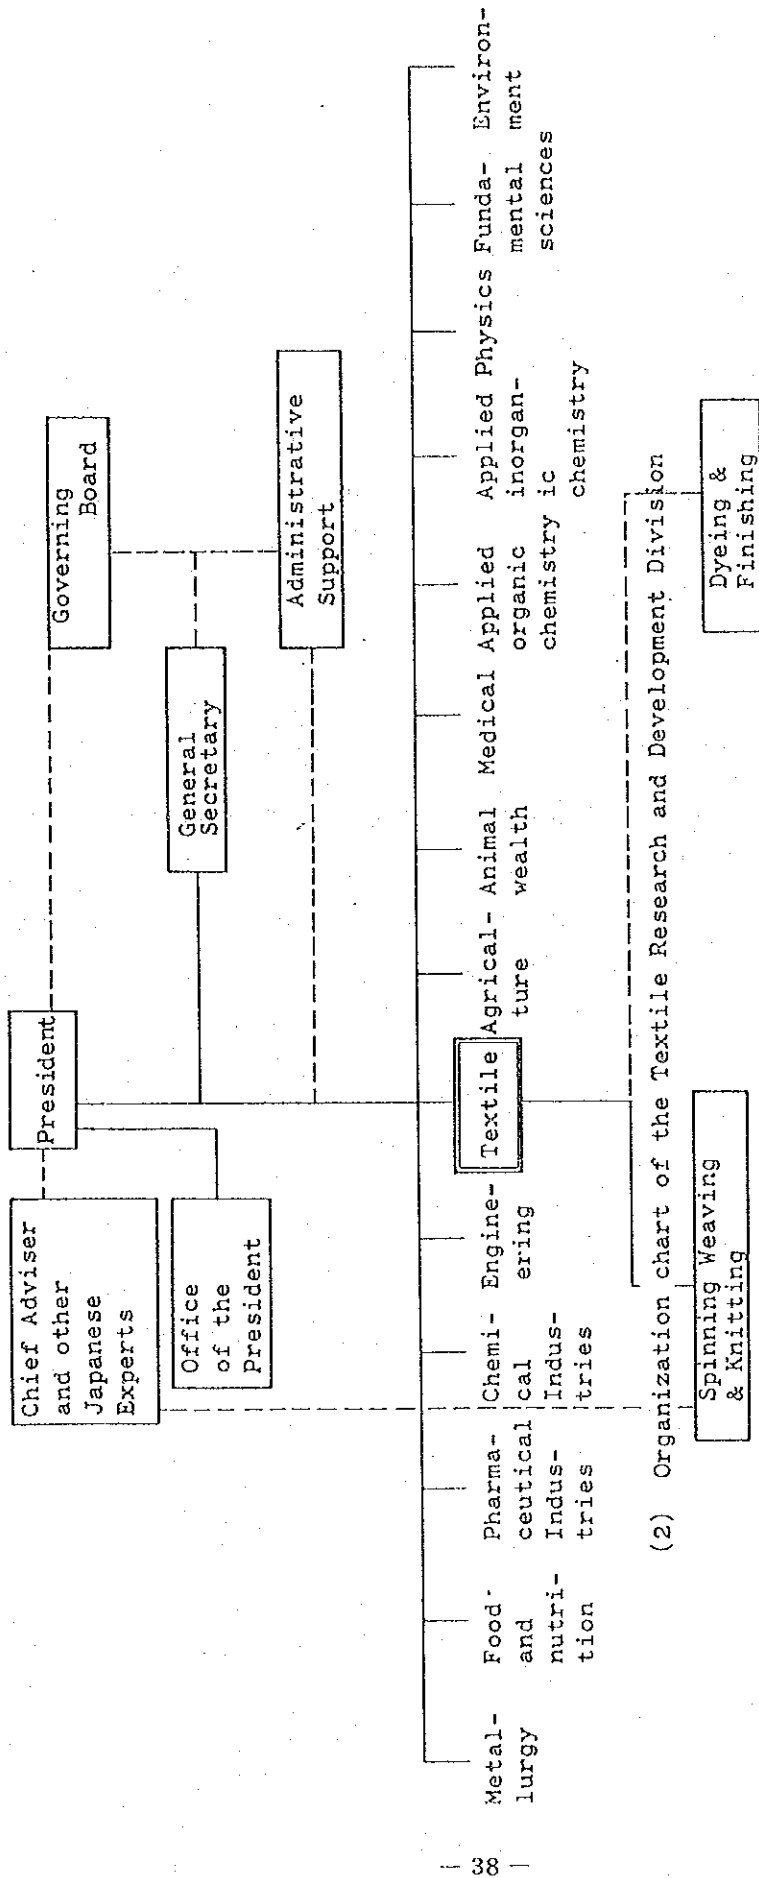 Chief Adviser
and other
Japanese
Experts
President
Governing
Board
Office
of the
President
General
Secretary
Administrative
Support
Metal-
lurgy
Food
and
nutri-
tion
Pharma-
ceutical
Indus-
tries
Chemi-
cal
Indus-
tries
Engine-
ering
Textile
Agrical-
ture
Animal
wealth
Medical
Applied
organic
chemistry
Applied
inorgan-
ic
chemistry
Physics
Funda-
mental
sciences
Environ-
ment
(2) Organization chart of the Textile Research and Development Division
Spinning Weaving
& Knitting
Dyeing &
Finishing
— 38 —